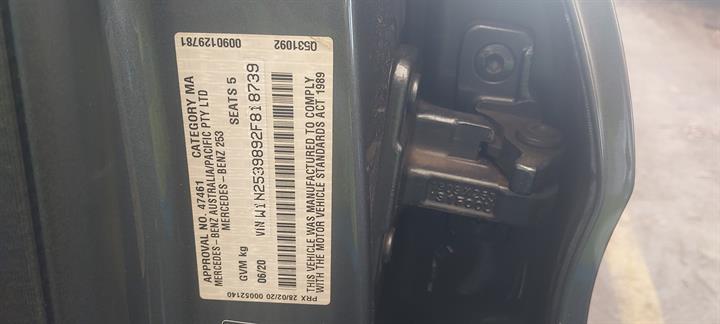 APPROVAL NO. 47461 CATEGORY MA
MERCEDES-BENZ AUSTRALIA/PACIFIC PTY LTD
MERCEDES-BENZ 253
GVM kg SEATS 5
06/20 VIN W1N2539892F818739
THIS VEHICLE WAS MANUFACTURED TO COMPLY
WITH THE MOTOR VEHICLE STANDARDS ACT 1989
PRX 28/02/20 00052140
0090129781
Q531092